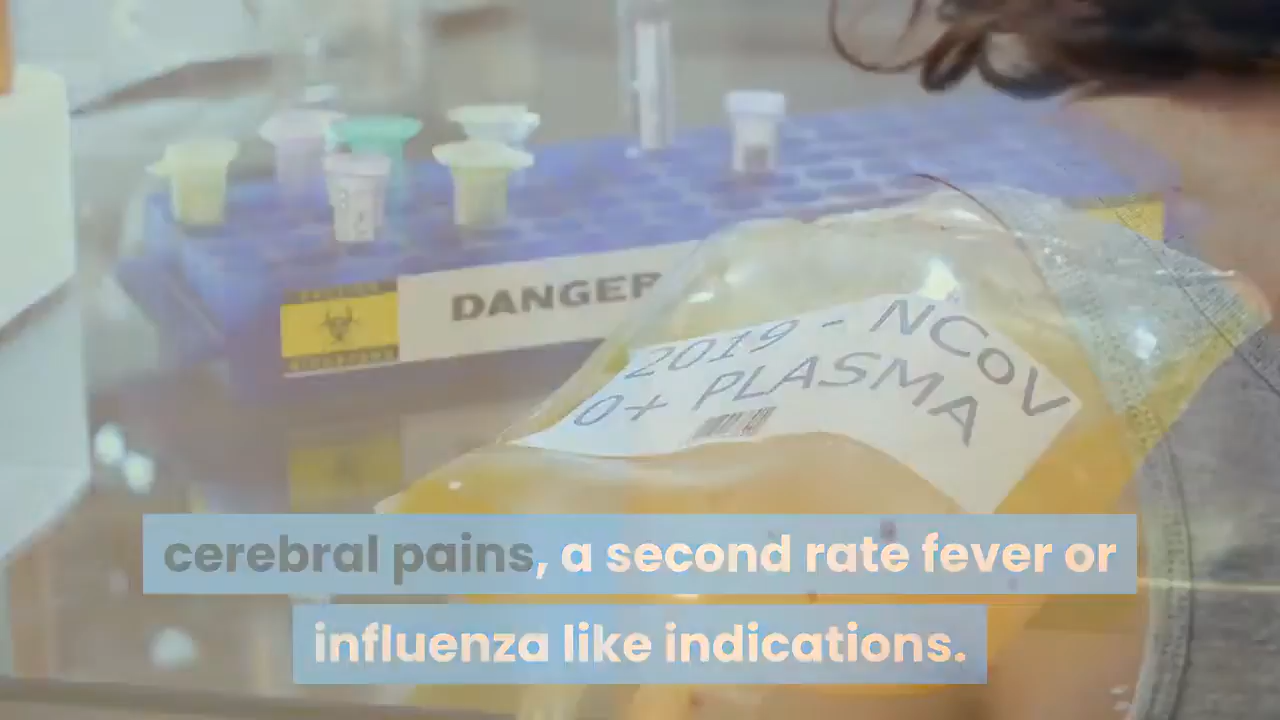 DANGER
2019 - NCoV
0+ PLASMA
cerebral pains, a second rate fever or
influenza like indications.